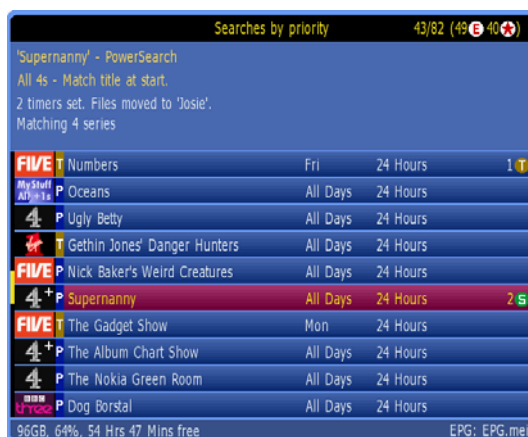 Searches by priority 43/82 (49 E 40 )
'Supernanny' - PowerSearch
All 4s - Match title at start.
2 timers set. Files moved to 'Josie'.
Matching 4 series
FIVE T Numbers Fri 24 Hours 1 T
My Stuff All +1s P Oceans All Days 24 Hours
4 P Ugly Betty All Days 24 Hours
T Gethin Jones' Danger Hunters All Days 24 Hours
FIVE P Nick Baker's Weird Creatures All Days 24 Hours
4+ P Supernanny All Days 24 Hours 2 S
FIVE T The Gadget Show Mon 24 Hours
4+ P The Album Chart Show All Days 24 Hours
4 P The Nokia Green Room All Days 24 Hours
BBC three P Dog Borstal All Days 24 Hours
96GB, 64%, 54 Hrs 47 Mins free EPG: EPG.mei